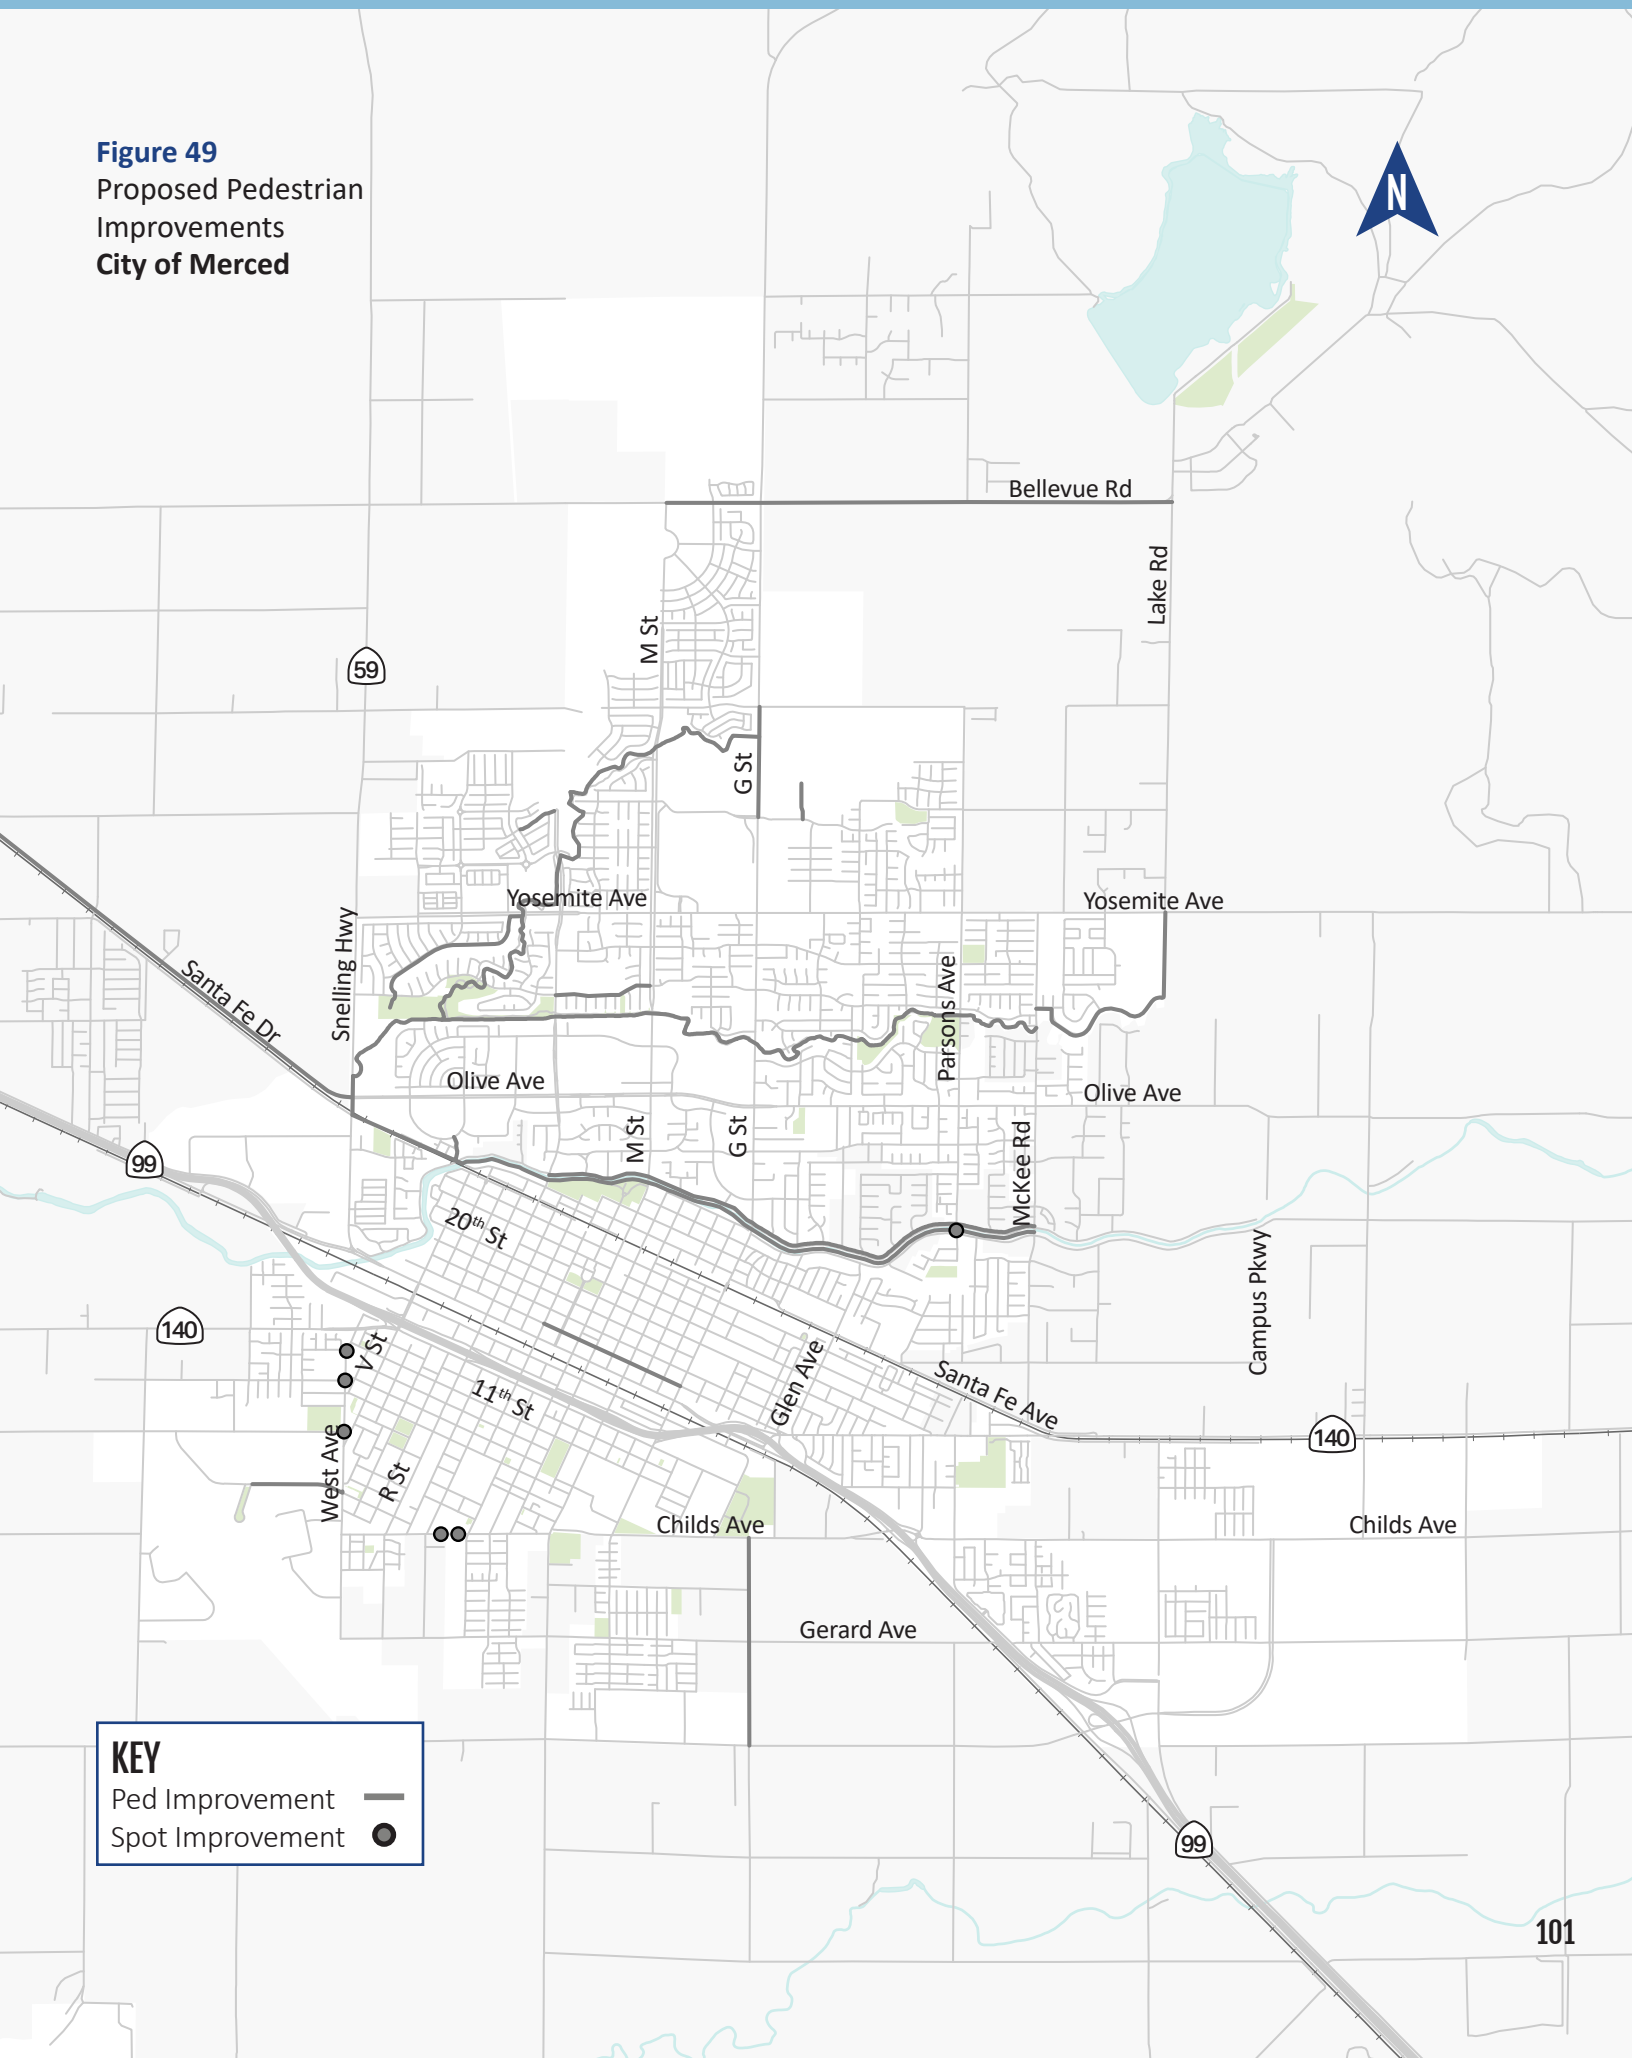 Figure 49
Proposed Pedestrian
Improvements
City of Merced
N
Bellevue Rd
Lake Rd
M St
59
G St
Yosemite Ave
Yosemite Ave
Snelling Hwy
Santa Fe Dr
Parsons Ave
Olive Ave
Olive Ave
M St
G St
McKee Rd
99
20th St
Campus Pkwy
140
V St
Glen Ave
Santa Fe Ave
11th St
140
West Ave
R St
Childs Ave
Childs Ave
Gerard Ave
KEY
Ped Improvement
Spot Improvement
99
101